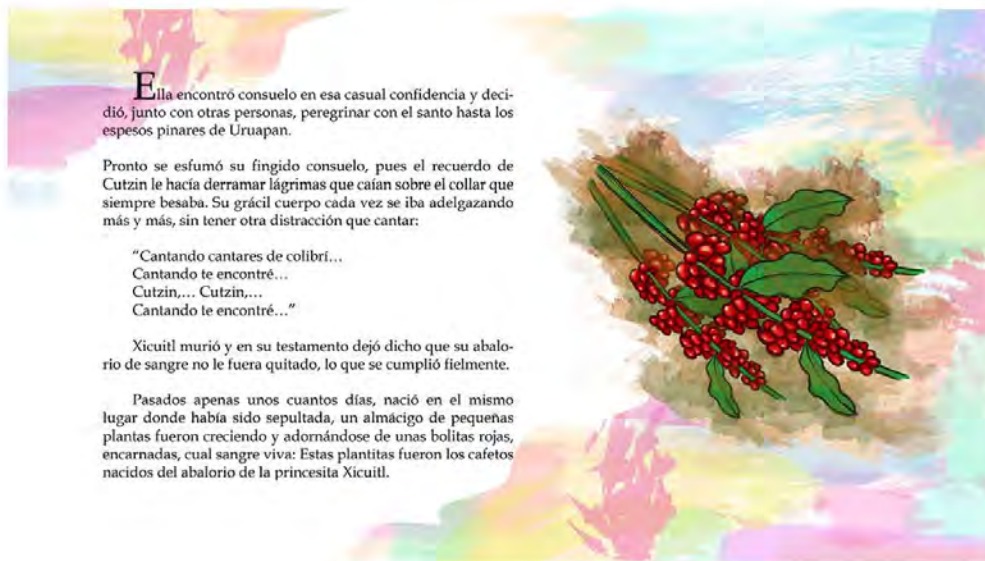 Ella encontró consuelo en esa casual confidencia y deci-
dió, junto con otras personas, peregrinar con el santo hasta los
espesos pinares de Uruapan.
Pronto se esfumó su fingido consuelo, pues el recuerdo de
Cutzin le hacía derramar lágrimas que caían sobre el collar que
siempre besaba. Su grácil cuerpo cada vez se iba adelgazando
más y más, sin tener otra distracción que cantar:
"Cantando cantares de colibrí...
Cantando te encontré...
Cutzin,... Cutzin,...
Cantando te encontré..."
Xicuitl murió y en su testamento dejó dicho que su abalo-
rio de sangre no le fuera quitado, lo que se cumplió fielmente.
Pasados apenas unos cuantos días, nació en el mismo
lugar donde había sido sepultada, un almácigo de pequeñas
plantas fueron creciendo y adornándose de unas bolitas rojas,
encarnadas, cual sangre viva: Estas plantitas fueron los cafetos
nacidos del abalorio de la princesita Xicuitl.